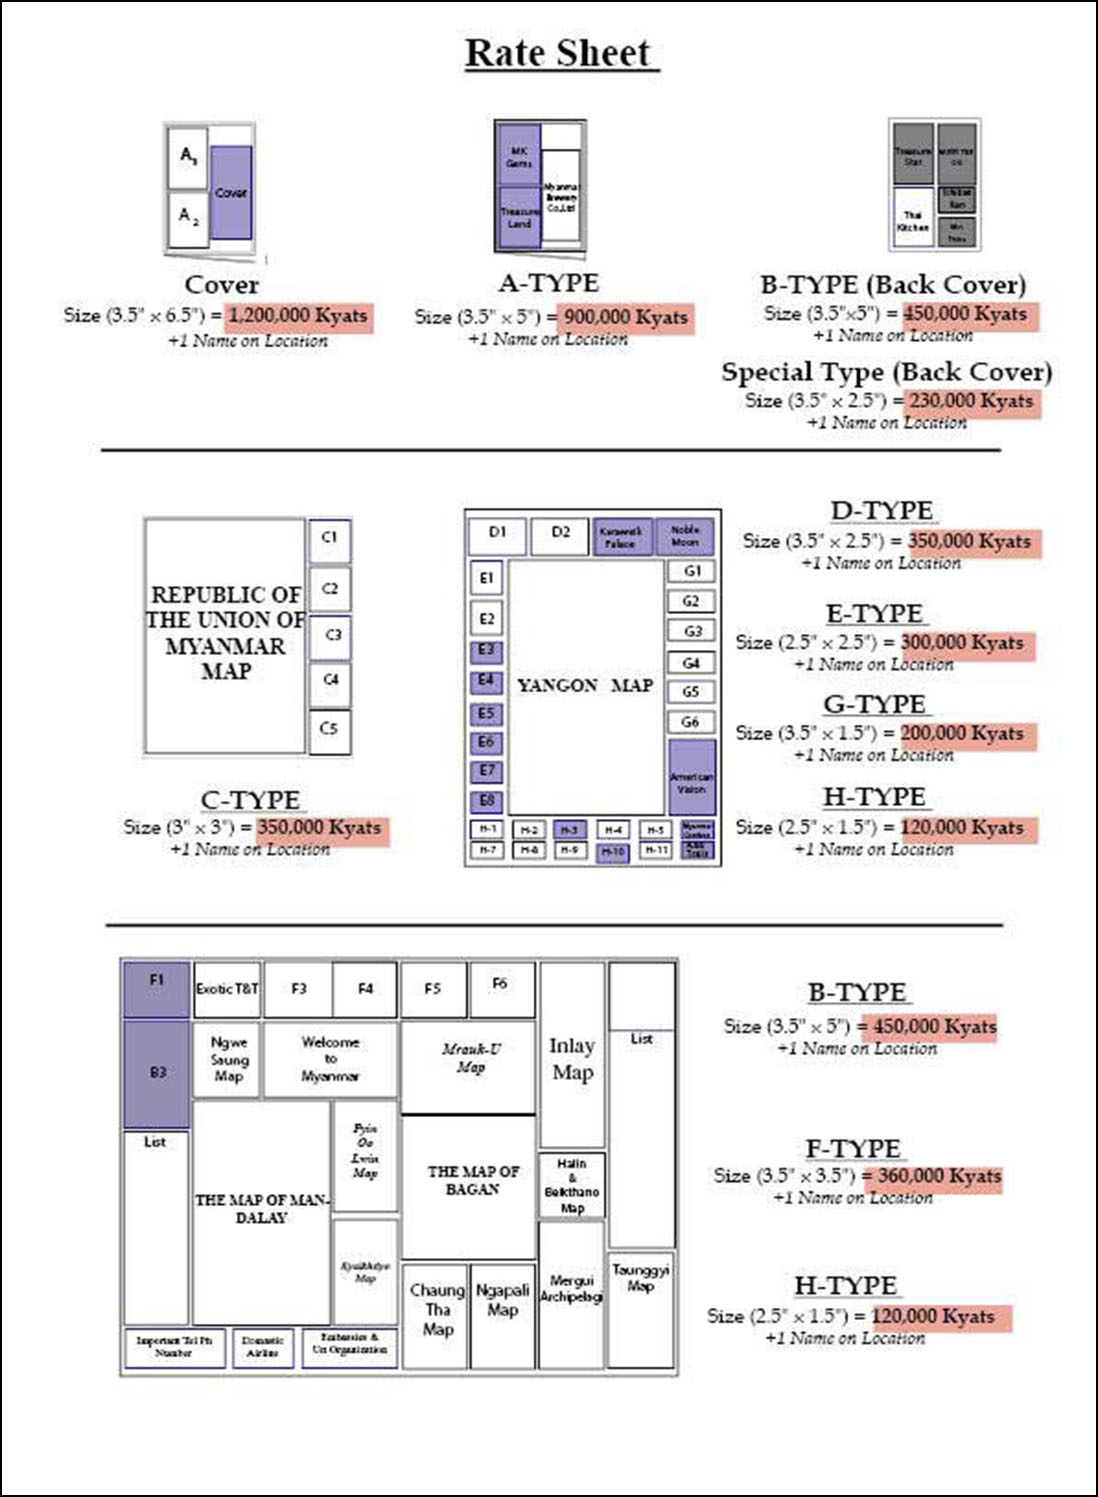 Rate Sheet
A1
A 2
Cover
Cover
Size (3.5" x 6.5") = 1,200,000 Kyats
+1 Name on Location
MK
Gems
Treasure
Land
Myanmar
Brewery
Co.,Ltd
A-TYPE
Size (3.5" x 5") = 900,000 Kyats
+1 Name on Location
Treasure
Star
Thai
Kitchen
B-TYPE (Back Cover)
Size (3.5"x5") = 450,000 Kyats
+1 Name on Location
Special Type (Back Cover)
Size (3.5" x 2.5") = 230,000 Kyats
+1 Name on Location
REPUBLIC OF
THE UNION OF
MYANMAR
MAP
C1
C2
C3
C4
C5
C-TYPE
Size (3" x 3") = 350,000 Kyats
+1 Name on Location
D1
D2
Karaweik
Palace
Noble
Moon
E1
E2
E3
E4
E5
E6
E7
E8
YANGON MAP
G1
G2
G3
G4
G5
G6
American
Vision
H-1
H-2
H-3
H-4
H-5
H-7
H-8
H-9
H-10
H-11
D-TYPE
Size (3.5" x 2.5") = 350,000 Kyats
+1 Name on Location
E-TYPE
Size (2.5" x 2.5") = 300,000 Kyats
+1 Name on Location
G-TYPE
Size (3.5" x 1.5") = 200,000 Kyats
+1 Name on Location
H-TYPE
Size (2.5" x 1.5") = 120,000 Kyats
+1 Name on Location
F1
Exotic T&T
F3
F4
F5
F6
B3
Ngwe
Saung
Map
Welcome
to
Myanmar
Mrauk-U
Map
Inlay
Map
List
List
THE MAP OF MAN-
DALAY
Pyin
Oo
Lwin
Map
Kyaikhtiyo
Map
THE MAP OF
BAGAN
Halin
&
Beikthano
Map
Chaung
Tha
Map
Ngapali
Map
Mergui
Archipelagi
Taunggyi
Map
Important Tel Ph
Number
Domestic
Airline
Embassies &
Un Organization
B-TYPE
Size (3.5" x 5") = 450,000 Kyats
+1 Name on Location
F-TYPE
Size (3.5" x 3.5") = 360,000 Kyats
+1 Name on Location
H-TYPE
Size (2.5" x 1.5") = 120,000 Kyats
+1 Name on Location